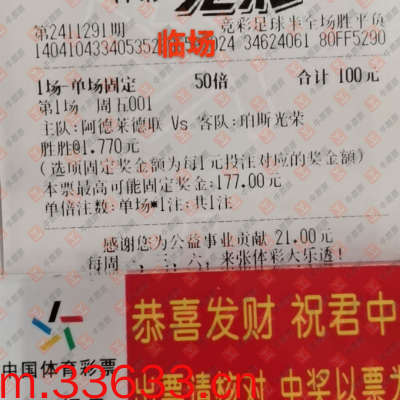 第241129I期 竞彩足球半全场胜平负
临场
24 34624061 80FF5290
1场-单场固定 50倍 合计 100元
第1场 周五001
主队:阿德莱德联 Vs 客队:珀斯光荣
胜胜@1.770元
(选项固定奖金额为每1元投注对应的奖金额)
本票最高可能固定奖金:177.00元
单倍注数:单场*1注;共1注
感谢您为公益事业贡献 21.00元
每周一、三、六,来张体彩大乐透!
恭喜发财 祝君中
中国体育彩票
m.33633.cn